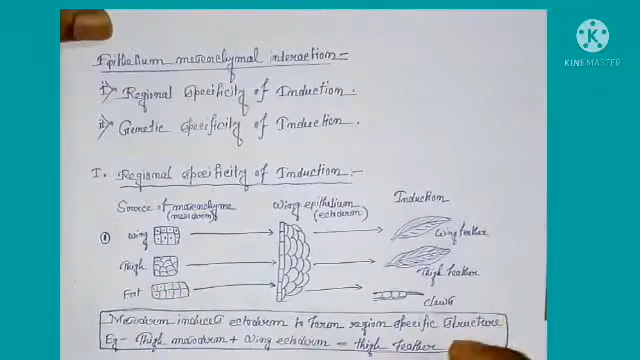 Epithelium mesenchymal interaction -
i> Regional Specificity of Induction.
ii> Genetic Specificity of Induction.
I. Regional specificity of Induction :-
Source of mesenchyme (mesoderm)
Wing epithelium (ectoderm)
Induction
① Wing
Wing feather
Thigh
Thigh feather
Feet
Claws
Mesoderm induces ectoderm to form region specific Structure
Eg - Thigh mesoderm + Wing ectoderm = Thigh feather
K
KINEMASTER